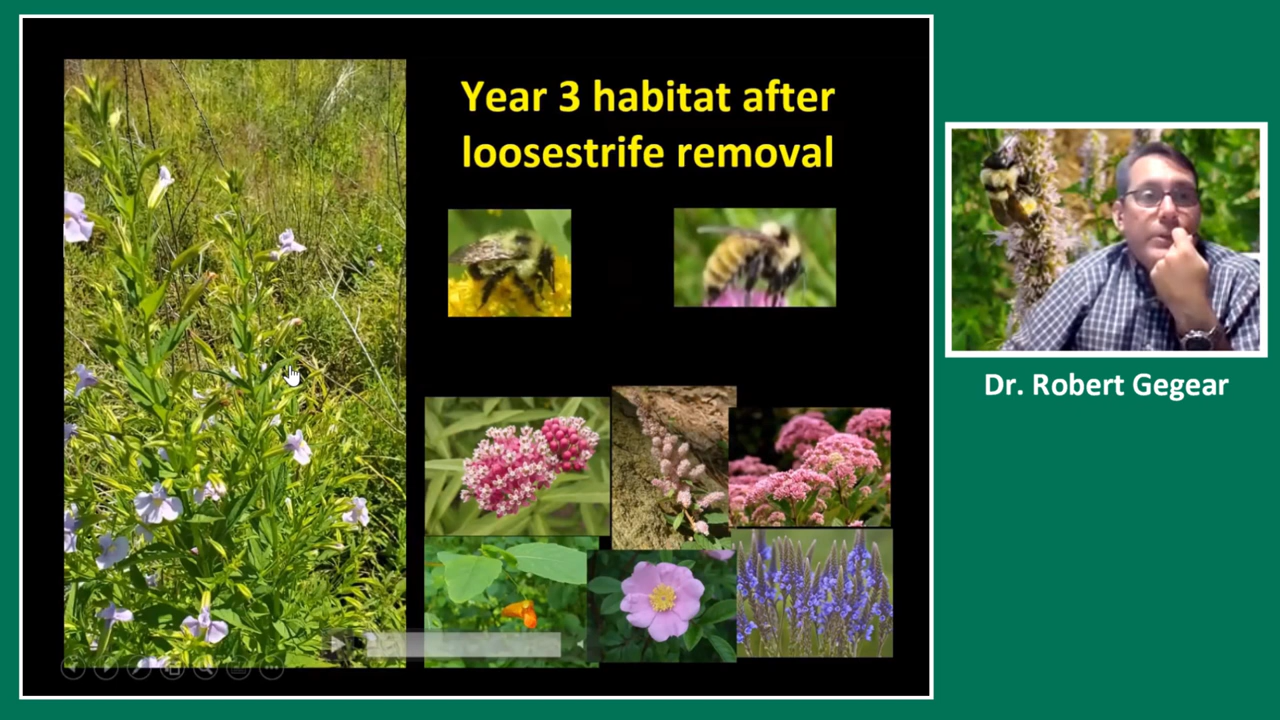 Year 3 habitat after
loosestrife removal
Dr. Robert Gegear